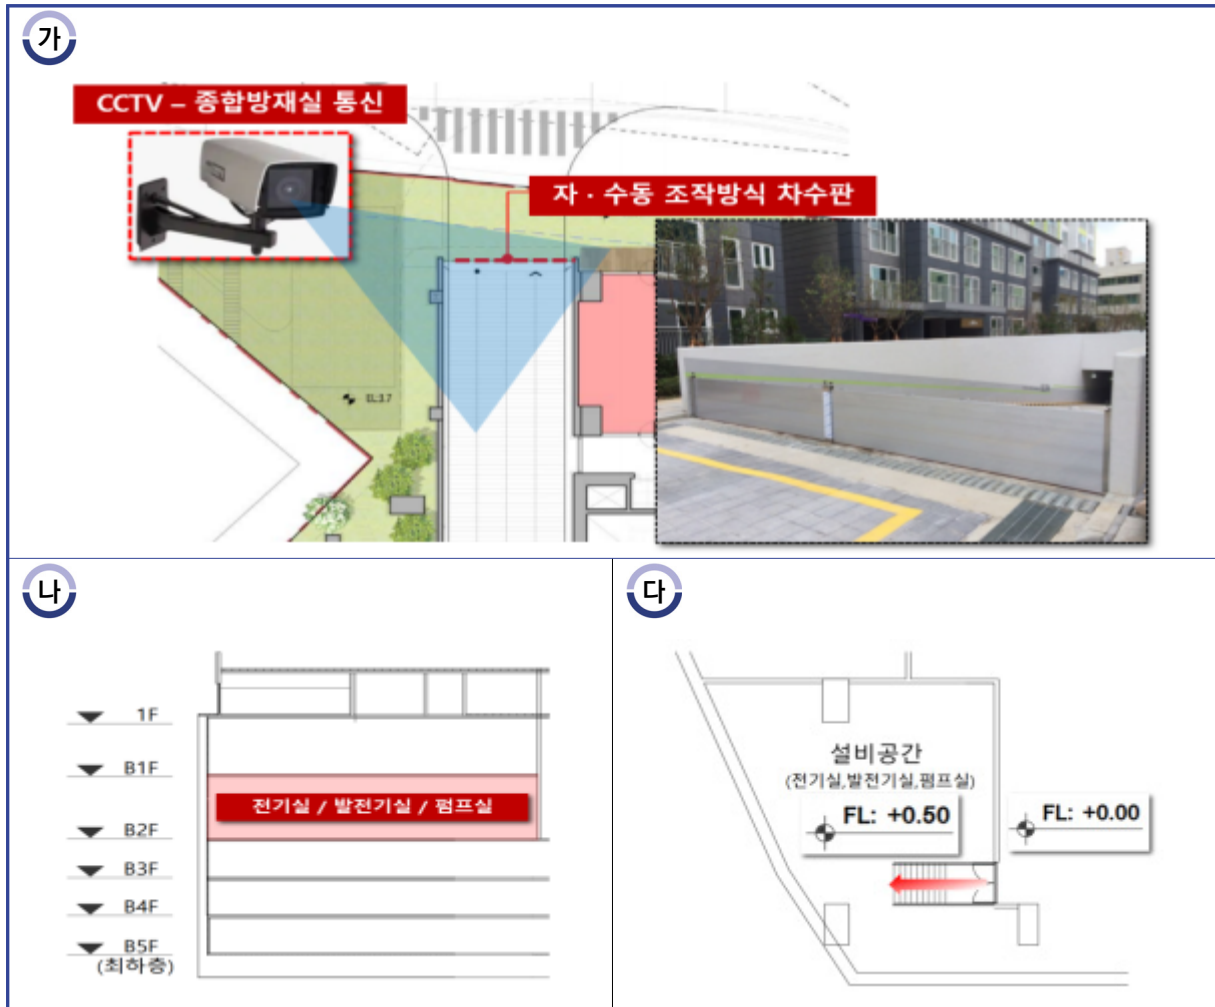 가
CCTV – 종합방재실 통신
자 · 수동 조작방식 차수판
EL3.7
나
1F
B1F
전기실 / 발전기실 / 펌프실
B2F
B3F
B4F
B5F
(최하층)
다
설비공간
(전기실,발전기실,펌프실)
FL: +0.50
FL: +0.00